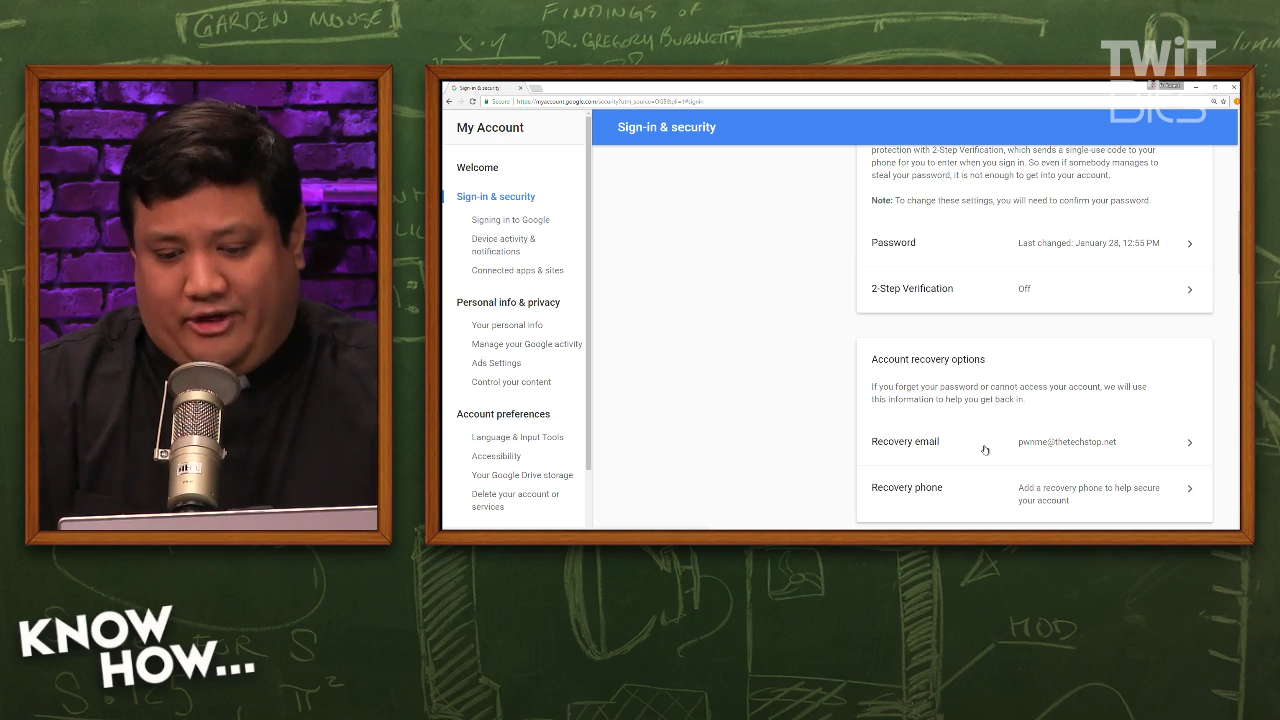 GARDEN MOUSE
FINDINGS OF
DR. GREGORY BURNETT
X·Y
TWiT
BITS
Sign-in & security
Secure
My Account
Sign-in & security
Welcome
Sign-in & security
Signing in to Google
Device activity &
notifications
Connected apps & sites
Personal info & privacy
Your personal info
Manage your Google activity
Ads Settings
Control your content
Account preferences
Language & Input Tools
Accessibility
Your Google Drive storage
Delete your account or
services
protection with 2-Step Verification, which sends a single-use code to your
phone for you to enter when you sign in. So even if somebody manages to
steal your password, it is not enough to get into your account.
Note: To change these settings, you will need to confirm your password.
Password
Last changed: January 28, 12:55 PM
2-Step Verification
Off
Account recovery options
If you forget your password or cannot access your account, we will use
this information to help you get back in.
Recovery email
pwnme@thetechstop.net
Recovery phone
Add a recovery phone to help secure
your account
KNOW
HOW...
MOD